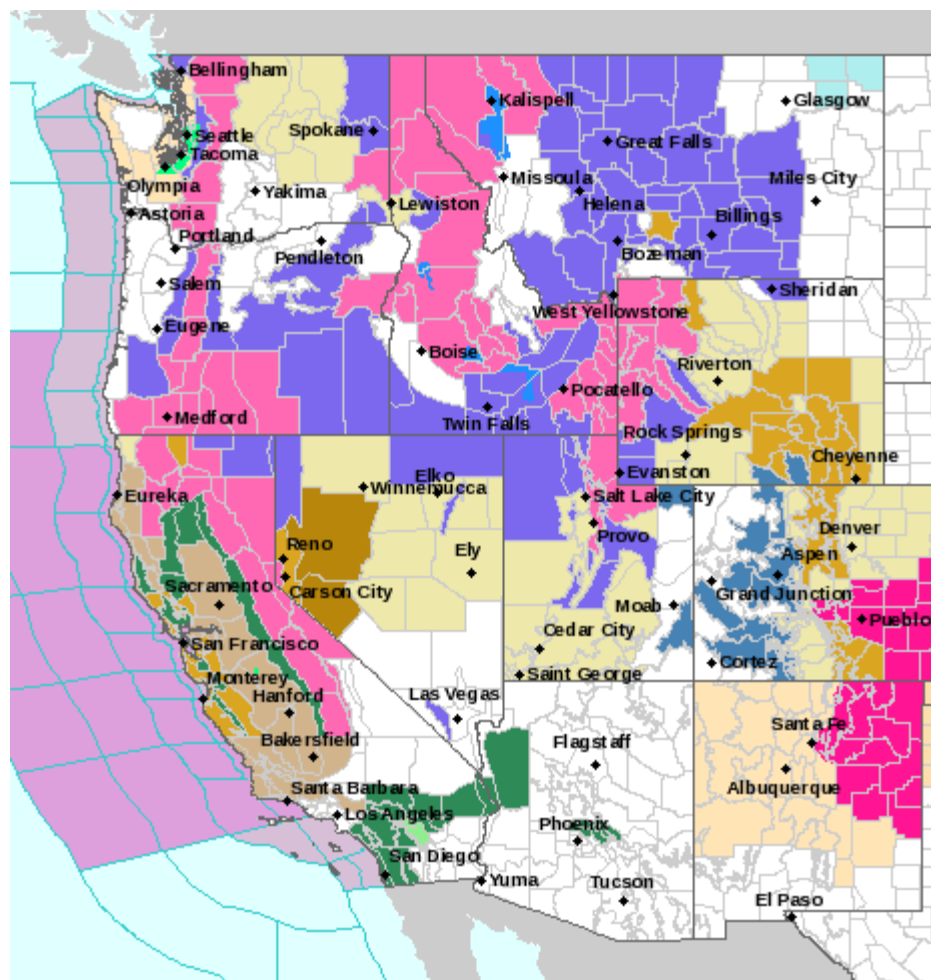 Bellingham
Kalispell
Glasgow
Seattle
Spokane
Great Falls
Tacoma
Olympia
Yakima
Missoula
Miles City
Astoria
Lewiston
Helena
Billings
Portland
Pendleton
Bozeman
Salem
Sheridan
West Yellowstone
Eugene
Boise
Riverton
Pocatello
Medford
Twin Falls
Rock Springs
Cheyenne
Elko
Evanston
Eureka
Winnemucca
Salt Lake City
Reno
Provo
Denver
Ely
Aspen
Sacramento
Carson City
Moab
Grand Junction
Pueblo
San Francisco
Cedar City
Cortez
Monterey
Saint George
Hanford
Las Vegas
Bakersfield
Flagstaff
Santa Fe
Santa Barbara
Albuquerque
Los Angeles
Phoenix
San Diego
Yuma
Tucson
El Paso